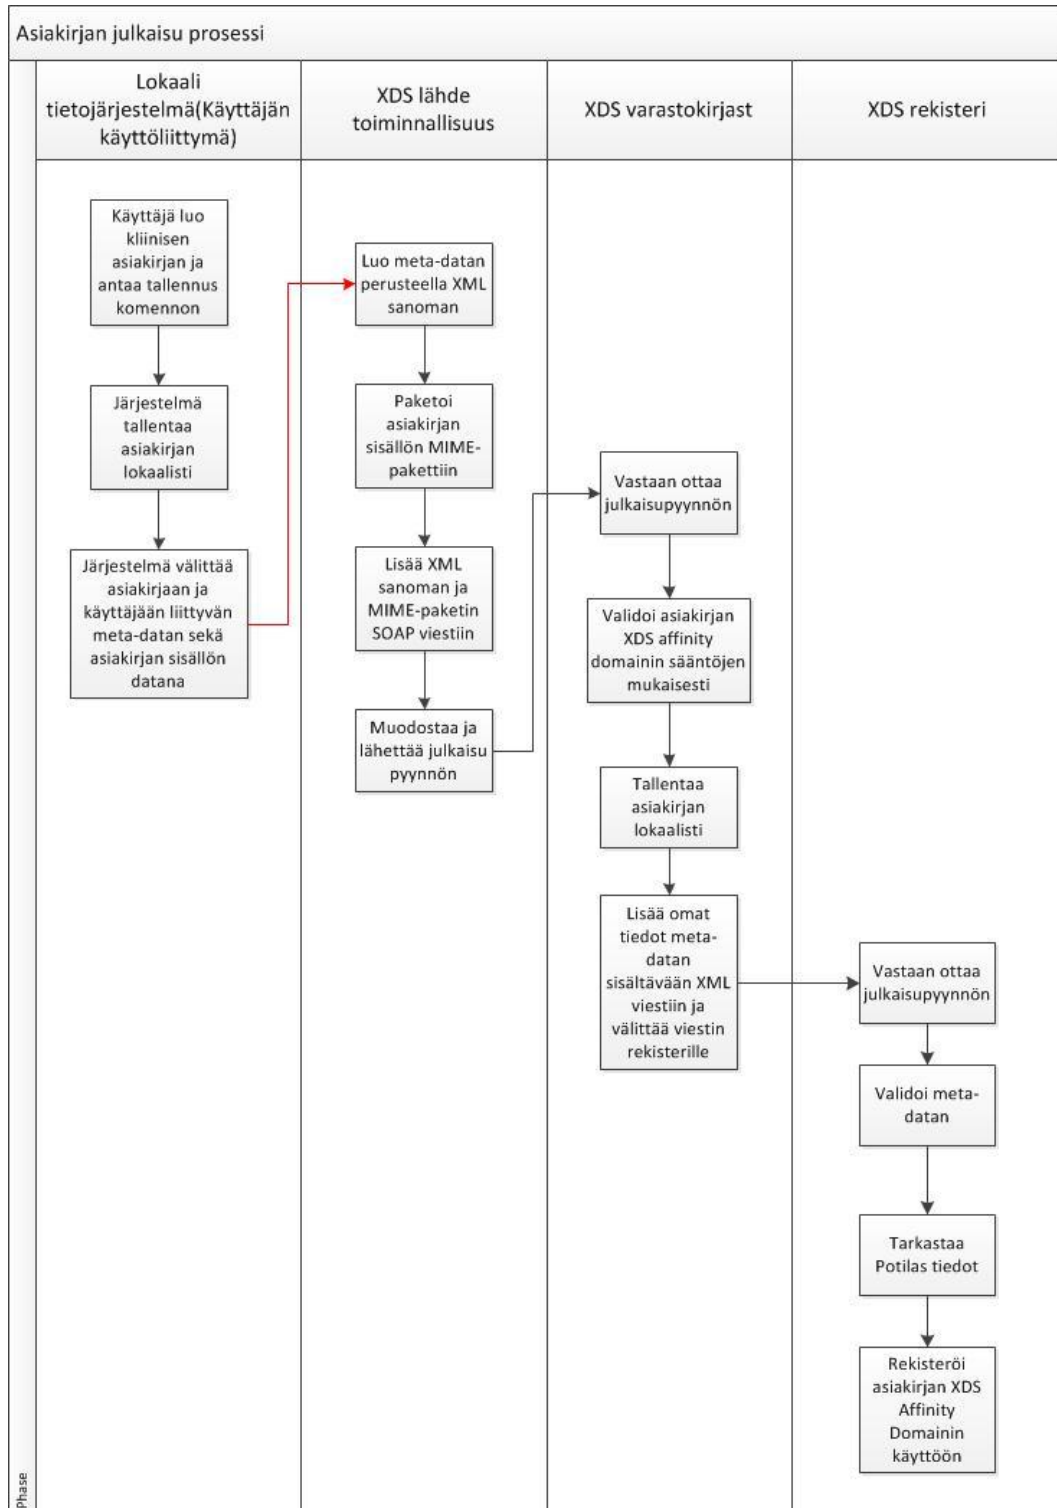 Asiakirjan julkaisu prosessi
Lokaali
tietojärjestelmä(Käyttäjän
käyttöliittymä)
XDS lähde
toiminnallisuus
XDS varastokirjast
XDS rekisteri
Käyttäjä luo
kliinisen
asiakirjan ja
antaa tallennus
komennon
Järjestelmä
tallentaa
asiakirjan
lokaalisti
Järjestelmä välittää
asiakirjaan ja
käyttäjään liittyvän
meta-datan sekä
asiakirjan sisällön
datana
Luo meta-datan
perusteella XML
sanoman
Paketoi
asiakirjan
sisällön MIME-
pakettiin
Lisää XML
sanoman ja
MIME-paketin
SOAP viestiin
Muodostaa ja
lähettää julkaisu
pyynnön
Vastaan ottaa
julkaisupyynnön
Validoi asiakirjan
XDS affinity
domainin sääntöjen
mukaisesti
Tallentaa
asiakirjan
lokaalisti
Lisää omat
tiedot meta-
datan
sisältävään XML
viestiin ja
välittää viestin
rekisterille
Vastaan ottaa
julkaisupyynnön
Validoi meta-
datan
Tarkastaa
Potilas tiedot
Rekisteröi
asiakirjan XDS
Affinity
Domainin
käyttöön
Phase